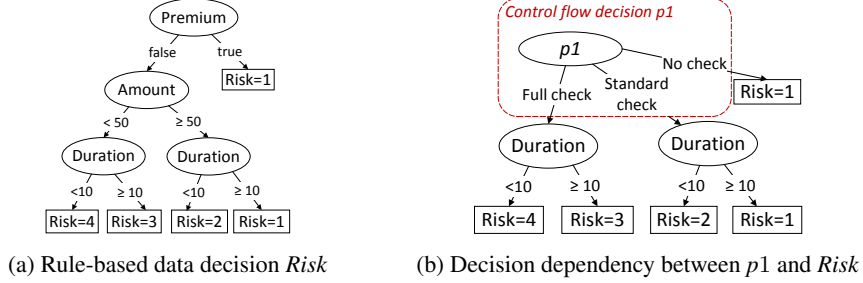 Premium
false
true
Risk=1
Amount
< 50
≥ 50
Duration
Duration
<10
≥ 10
<10
≥ 10
Risk=4
Risk=3
Risk=2
Risk=1
(a) Rule-based data decision Risk
Control flow decision p1
p1
No check
Full check
Standard
check
Risk=1
Duration
Duration
<10
≥ 10
<10
≥ 10
Risk=4
Risk=3
Risk=2
Risk=1
(b) Decision dependency between p1 and Risk